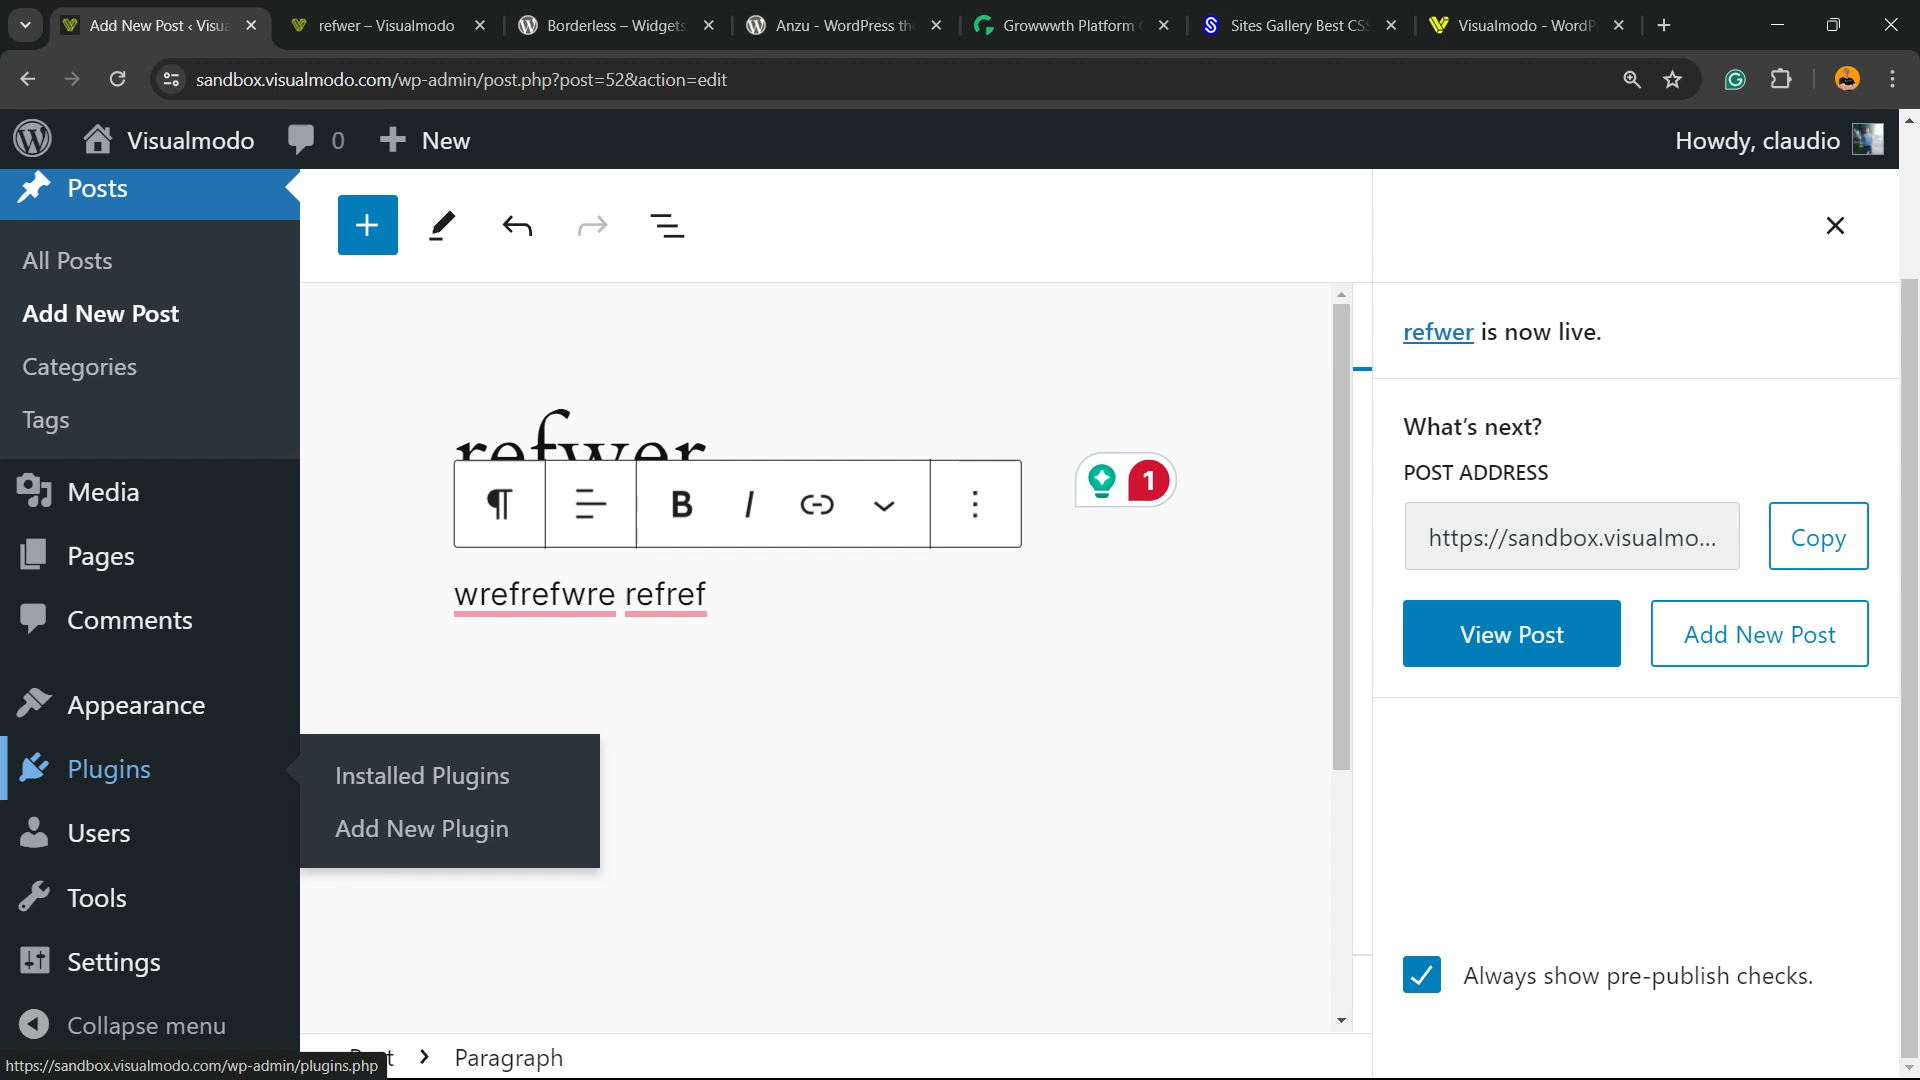 Add New Post ‹ Visua
refwer – Visualmodo
Borderless – Widgets
Anzu - WordPress th
Growwwth Platform
Sites Gallery Best CSS
Visualmodo - WordP
sandbox.visualmodo.com/wp-admin/post.php?post=52&action=edit
Visualmodo
0
New
Howdy, claudio
Posts
All Posts
Add New Post
Categories
Tags
Media
Pages
Comments
Appearance
Plugins
Installed Plugins
Add New Plugin
Users
Tools
Settings
Collapse menu
https://sandbox.visualmodo.com/wp-admin/plugins.php
refwer
B I
1
wrefrefwre refref
Paragraph
refwer is now live.
What's next?
POST ADDRESS
https://sandbox.visualmo...
Copy
View Post
Add New Post
Always show pre-publish checks.